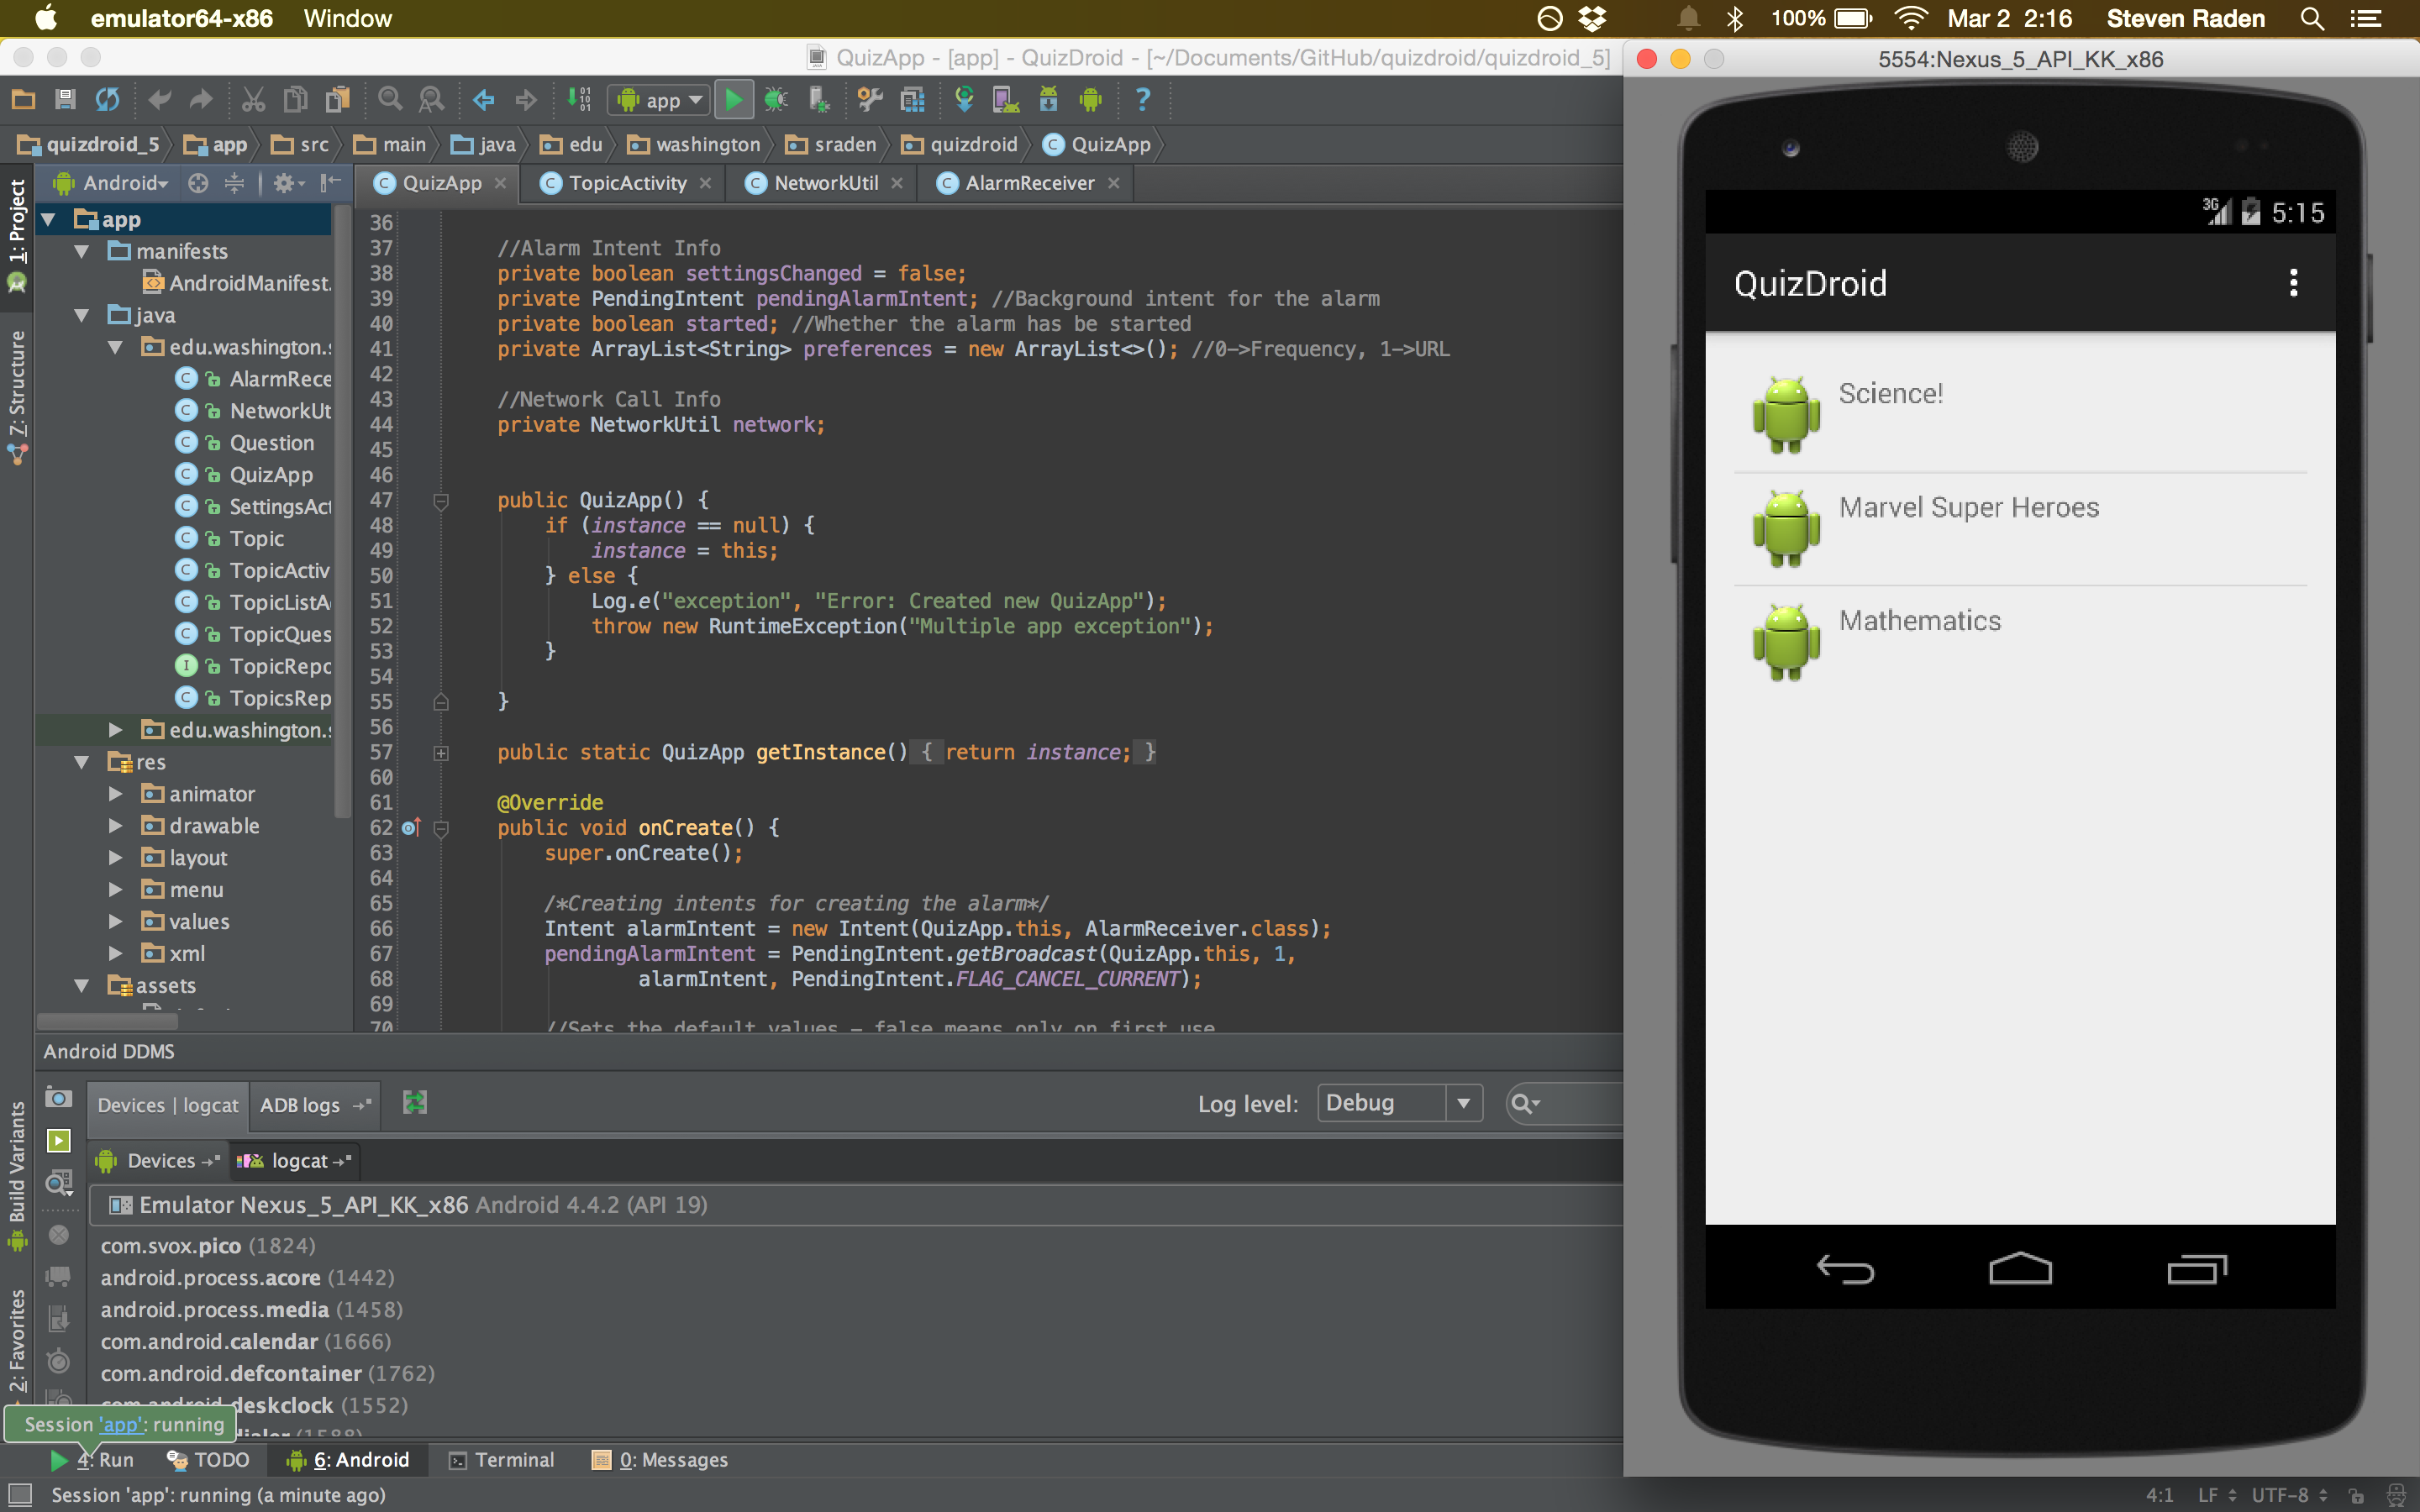 emulator64-x86 Window 100% Mar 2 2:16 Steven Raden
QuizApp - [app] - QuizDroid - [~/Documents/GitHub/quizdroid/quizdroid_5]
app ?
quizdroid_5 app src main java edu washington sraden quizdroid QuizApp
1: Project
7: Structure
Build Variants
2: Favorites
Android
app
manifests
AndroidManifest.
java
edu.washington.s
AlarmRece
NetworkUt
Question
QuizApp
SettingsAct
Topic
TopicActiv
TopicListA
TopicQues
TopicRepo
TopicsRep
edu.washington.s
res
animator
drawable
layout
menu
values
xml
assets
QuizApp TopicActivity NetworkUtil AlarmReceiver
36
37 //Alarm Intent Info
38 private boolean settingsChanged = false;
39 private PendingIntent pendingAlarmIntent; //Background intent for the alarm
40 private boolean started; //Whether the alarm has be started
41 private ArrayList<String> preferences = new ArrayList<>(); //0->Frequency, 1->URL
42
43 //Network Call Info
44 private NetworkUtil network;
45
46
47 public QuizApp() {
48 if (instance == null) {
49 instance = this;
50 } else {
51 Log.e("exception", "Error: Created new QuizApp");
52 throw new RuntimeException("Multiple app exception");
53 }
54
55 }
56
57 public static QuizApp getInstance() { return instance; }
60
61 @Override
62 public void onCreate() {
63 super.onCreate();
64
65 /*Creating intents for creating the alarm*/
66 Intent alarmIntent = new Intent(QuizApp.this, AlarmReceiver.class);
67 pendingAlarmIntent = PendingIntent.getBroadcast(QuizApp.this, 1,
68 alarmIntent, PendingIntent.FLAG_CANCEL_CURRENT);
69
70 //Sets the default values – false means only on first use
Android DDMS
Devices | logcat ADB logs Log level: Debug
Devices logcat
Emulator Nexus_5_API_KK_x86 Android 4.4.2 (API 19)
com.svox.pico (1824)
android.process.acore (1442)
android.process.media (1458)
com.android.calendar (1666)
com.android.defcontainer (1762)
com.android.deskclock (1552)
dialer (1588)
Session 'app': running
4: Run TODO 6: Android Terminal 0: Messages
Session 'app': running (a minute ago)
4:1 LF UTF-8
5554:Nexus_5_API_KK_x86
3G 5:15
QuizDroid
Science!
Marvel Super Heroes
Mathematics